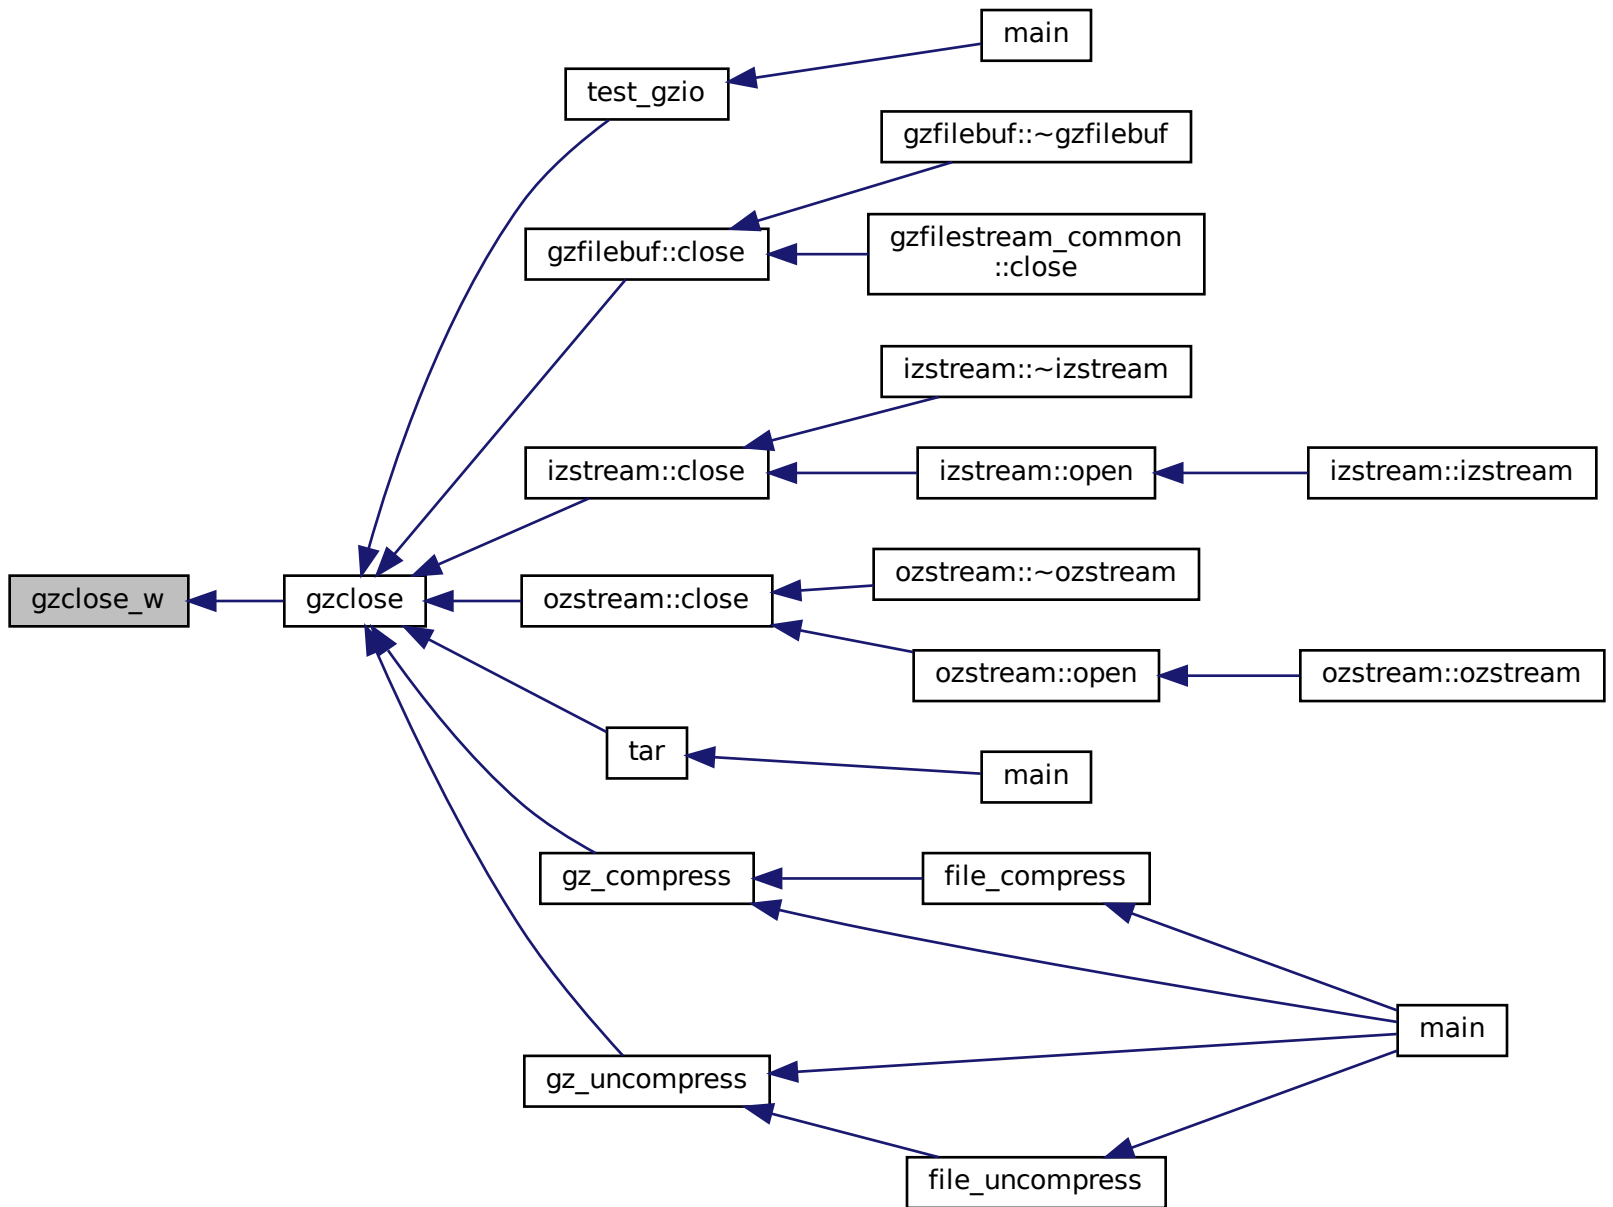 main
test_gzio
gzfilebuf::~gzfilebuf
gzfilestream_common
::close
gzfilebuf::close
izstream::~izstream
izstream::close
izstream::open
izstream::izstream
ozstream::~ozstream
gzclose_w
gzclose
ozstream::close
ozstream::open
ozstream::ozstream
tar
main
gz_compress
file_compress
main
gz_uncompress
file_uncompress